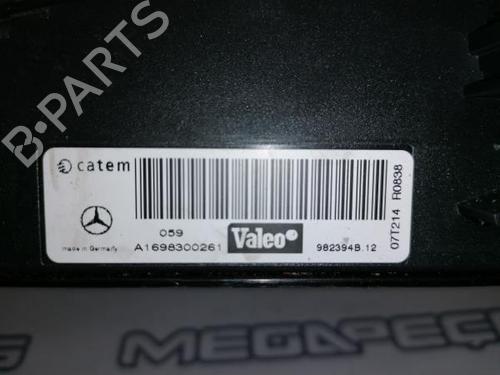 B-PARTS
catem
059
made in Germany
A1698300261
Valeo
982394B.12
07T214 R0838
MEGAPEÇ